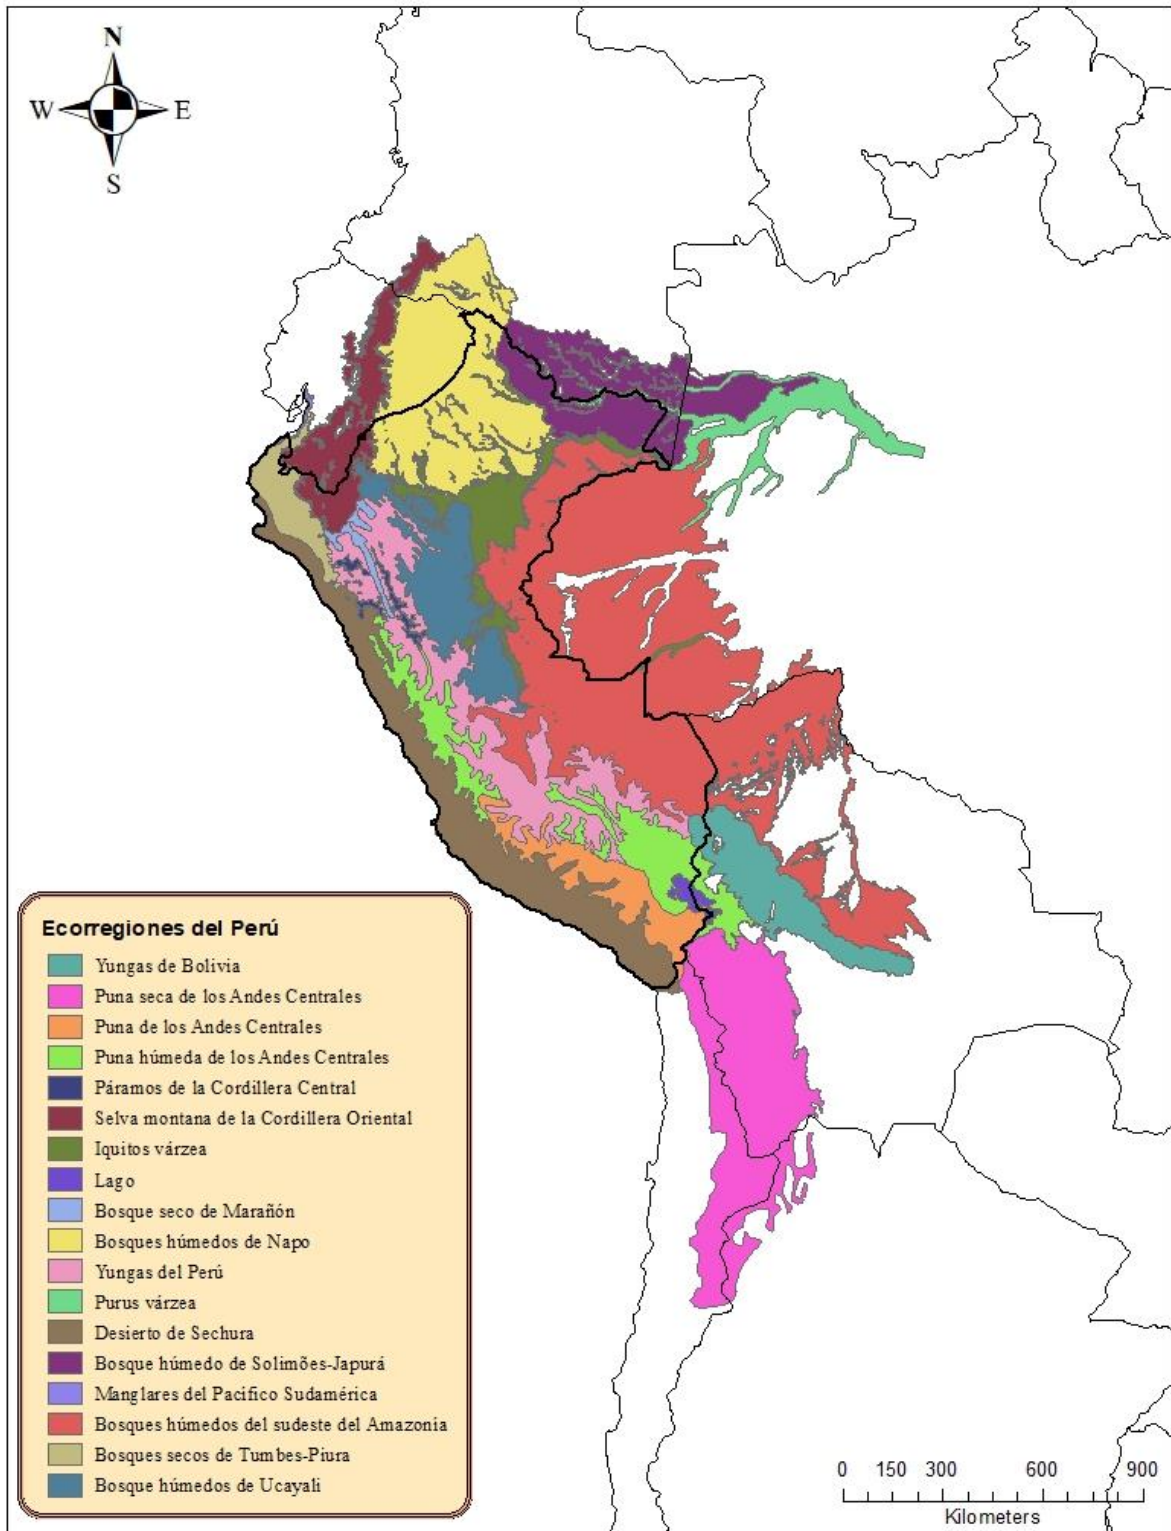 N
W E
S
Ecorregiones del Perú
Yungas de Bolivia
Puna seca de los Andes Centrales
Puna de los Andes Centrales
Puna húmeda de los Andes Centrales
Páramos de la Cordillera Central
Selva montana de la Cordillera Oriental
Iquitos várzea
Lago
Bosque seco de Marañón
Bosques húmedos de Napo
Yungas del Perú
Purus várzea
Desierto de Sechura
Bosque húmedo de Solimões-Japurá
Manglares del Pacífico Sudamérica
Bosques húmedos del sudeste del Amazonía
Bosques secos de Tumbes-Piura
Bosque húmedos de Ucayali
0 150 300 600 900
Kilometers